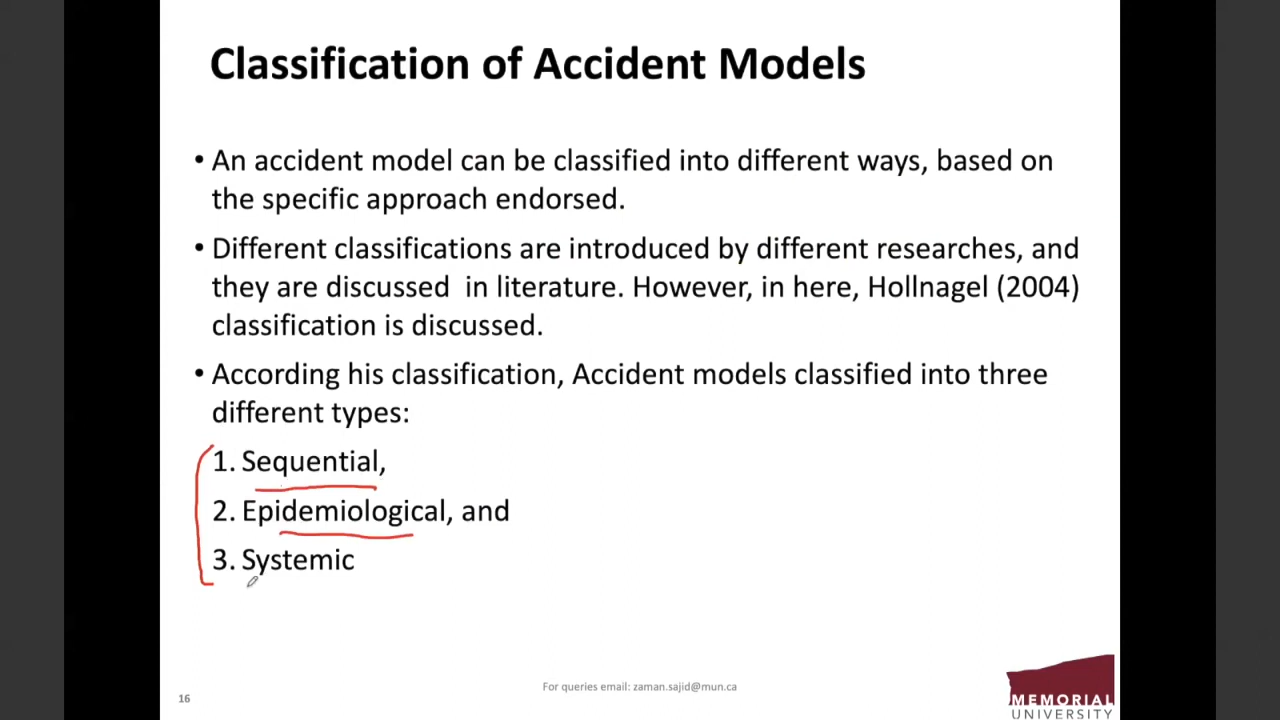 Classification of Accident Models
• An accident model can be classified into different ways, based on
the specific approach endorsed.
• Different classifications are introduced by different researches, and
they are discussed  in literature. However, in here, Hollnagel (2004)
classification is discussed.
• According his classification, Accident models classified into three
different types:
1. Sequential,
2. Epidemiological, and
3. Systemic
16
For queries email: zaman.sajid@mun.ca
MEMORIAL
UNIVERSITY